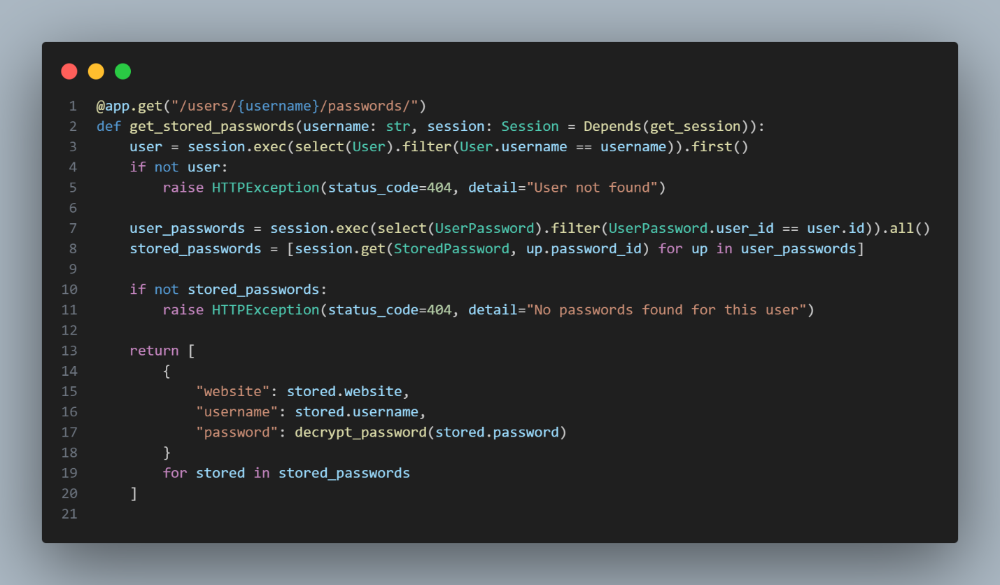 1 @app.get("/users/{username}/passwords/")
2 def get_stored_passwords(username: str, session: Session = Depends(get_session)):
3     user = session.exec(select(User).filter(User.username == username)).first()
4     if not user:
5         raise HTTPException(status_code=404, detail="User not found")
6
7     user_passwords = session.exec(select(UserPassword).filter(UserPassword.user_id == user.id)).all()
8     stored_passwords = [session.get(StoredPassword, up.password_id) for up in user_passwords]
9
10     if not stored_passwords:
11         raise HTTPException(status_code=404, detail="No passwords found for this user")
12
13     return [
14         {
15             "website": stored.website,
16             "username": stored.username,
17             "password": decrypt_password(stored.password)
18         }
19         for stored in stored_passwords
20     ]
21